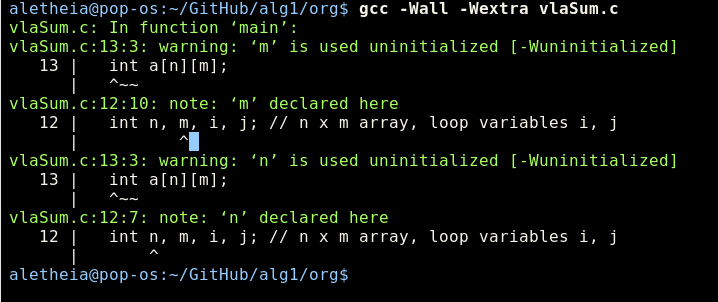 aletheia@pop-os:~/GitHub/alg1/org$ gcc -Wall -Wextra vlaSum.c
vlaSum.c: In function ‘main’:
vlaSum.c:13:3: warning: ‘m’ is used uninitialized [-Wuninitialized]
   13 |   int a[n][m];
      |   ^~~
vlaSum.c:12:10: note: ‘m’ declared here
   12 |   int n, m, i, j; // n x m array, loop variables i, j
      |          ^
vlaSum.c:13:3: warning: ‘n’ is used uninitialized [-Wuninitialized]
   13 |   int a[n][m];
      |   ^~~
vlaSum.c:12:7: note: ‘n’ declared here
   12 |   int n, m, i, j; // n x m array, loop variables i, j
      |       ^
aletheia@pop-os:~/GitHub/alg1/org$